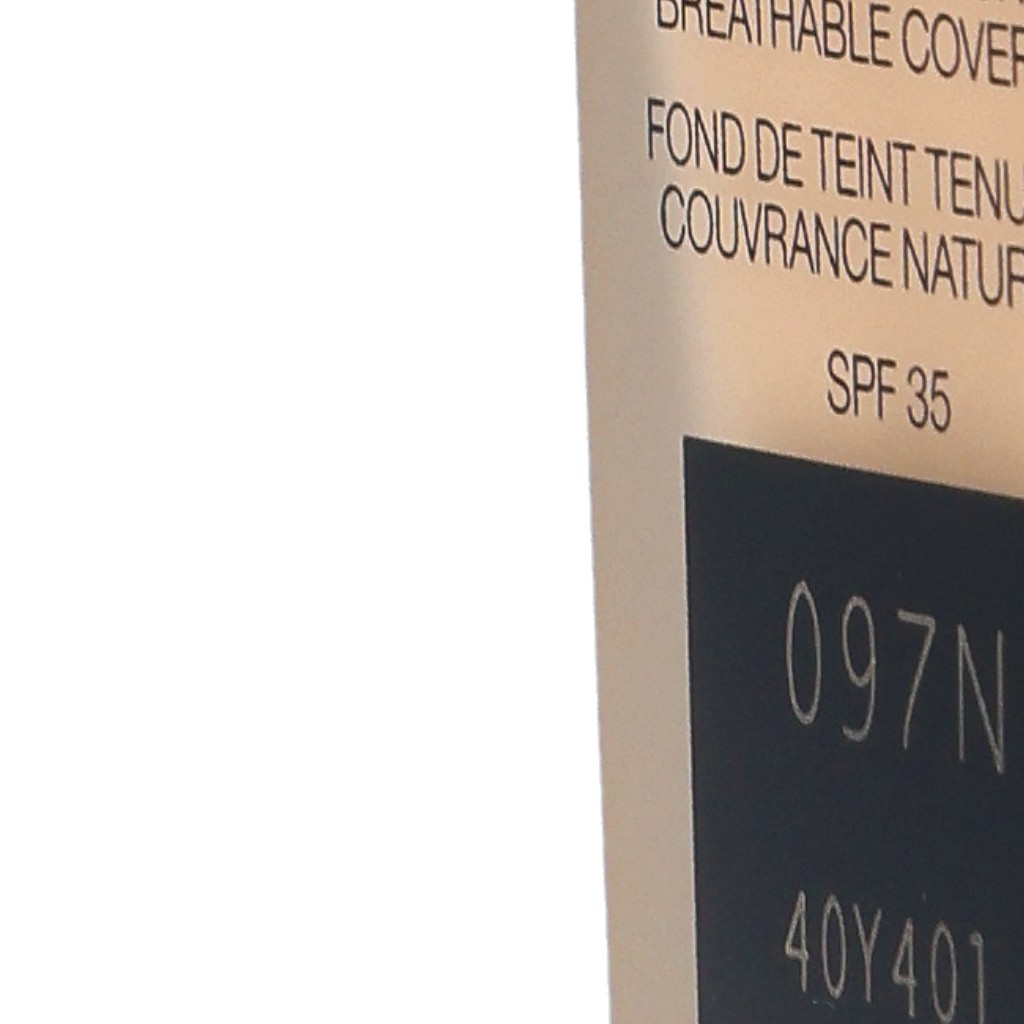 BREATHABLE COVER
FOND DE TEINT TENU
COUVRANCE NATUR
SPF 35
097N
40Y401